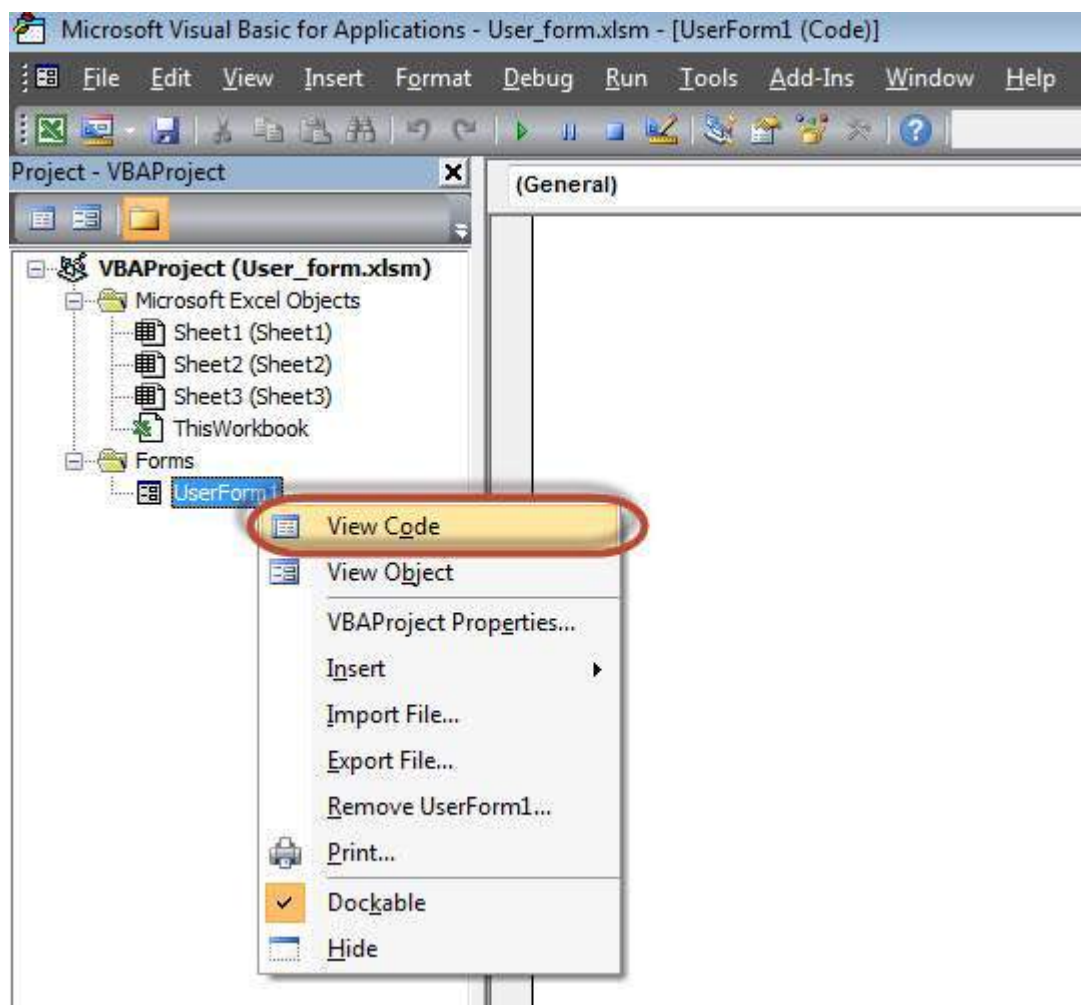 Microsoft Visual Basic for Applications - User_form.xlsm - [UserForm1 (Code)]
File Edit View Insert Format Debug Run Tools Add-Ins Window Help
Project - VBAProject
(General)
VBAProject (User_form.xlsm)
Microsoft Excel Objects
Sheet1 (Sheet1)
Sheet2 (Sheet2)
Sheet3 (Sheet3)
ThisWorkbook
Forms
UserForm1
View Code
View Object
VBAProject Properties...
Insert
Import File...
Export File...
Remove UserForm1...
Print...
Dockable
Hide